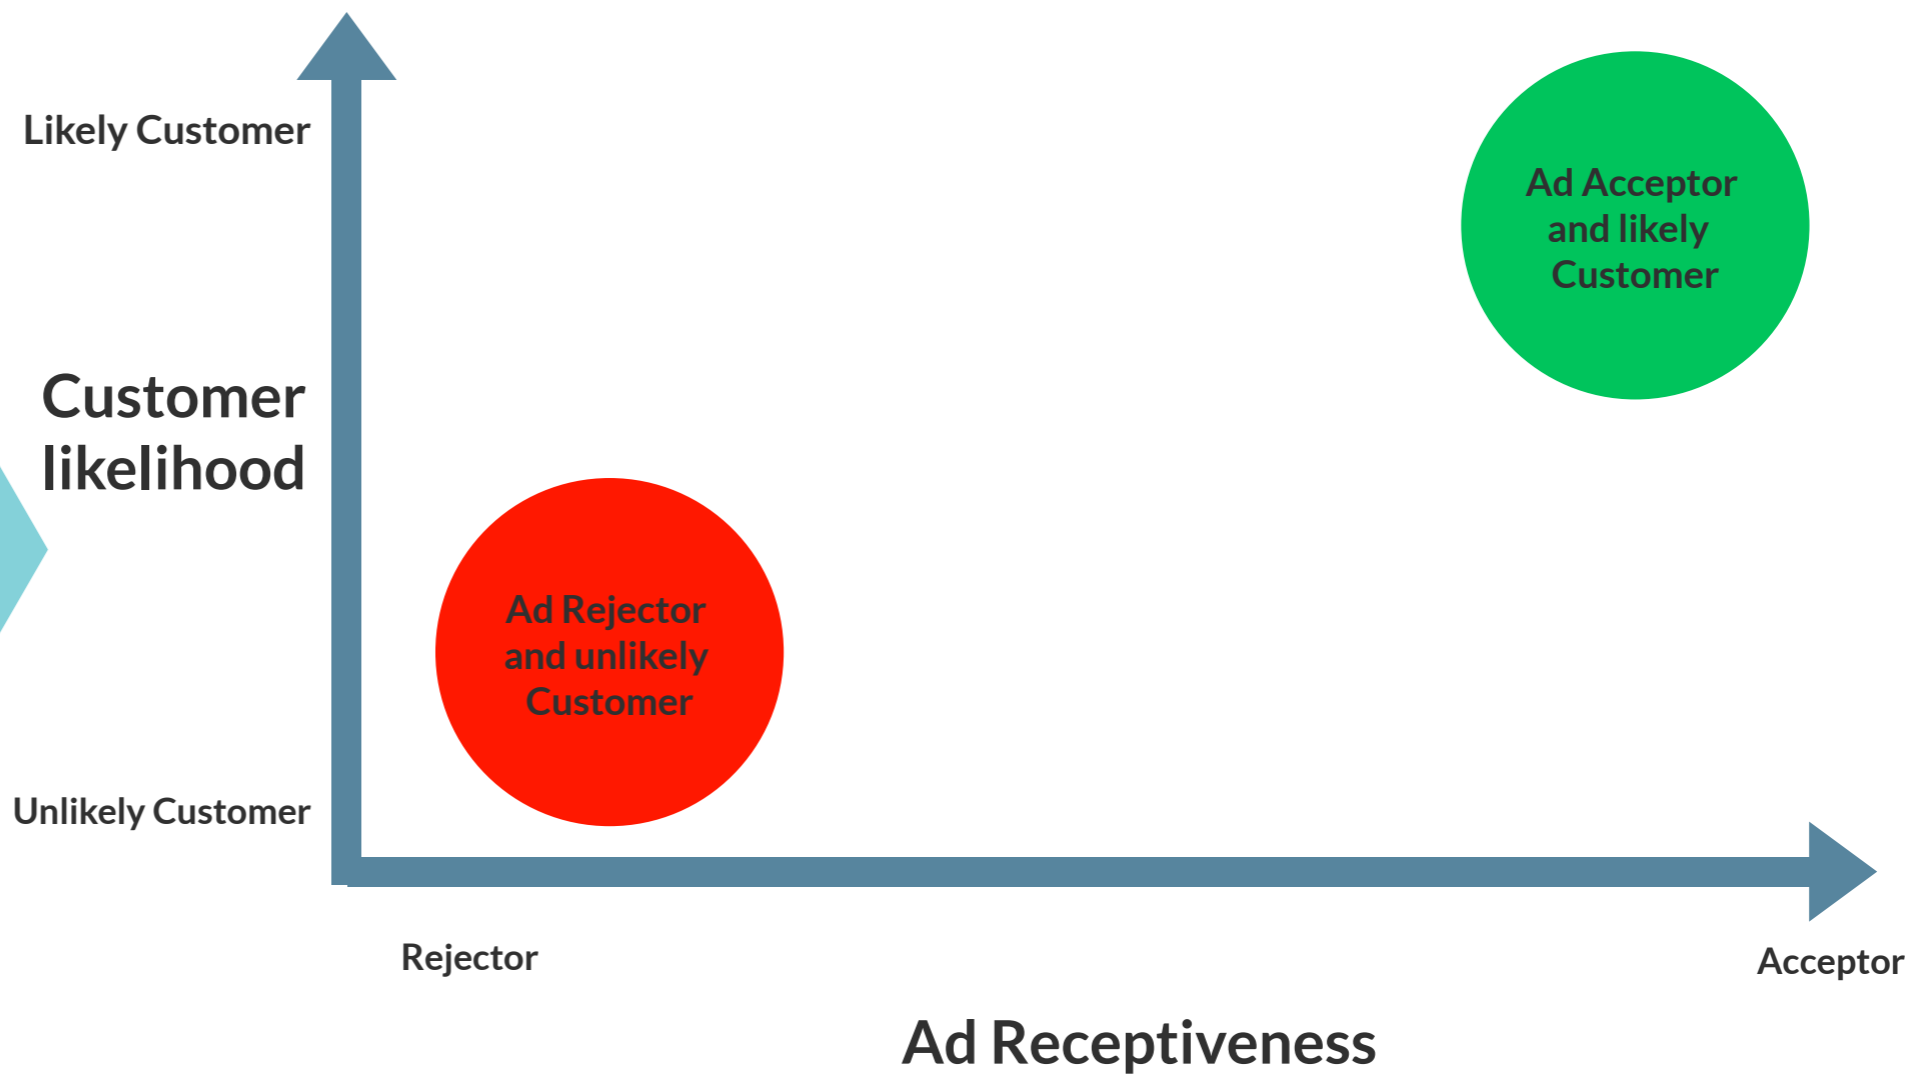 Likely Customer
Ad Acceptor
and likely
Customer
Customer
likelihood
Ad Rejector
and unlikely
Customer
Unlikely Customer
Rejector
Acceptor
Ad Receptiveness